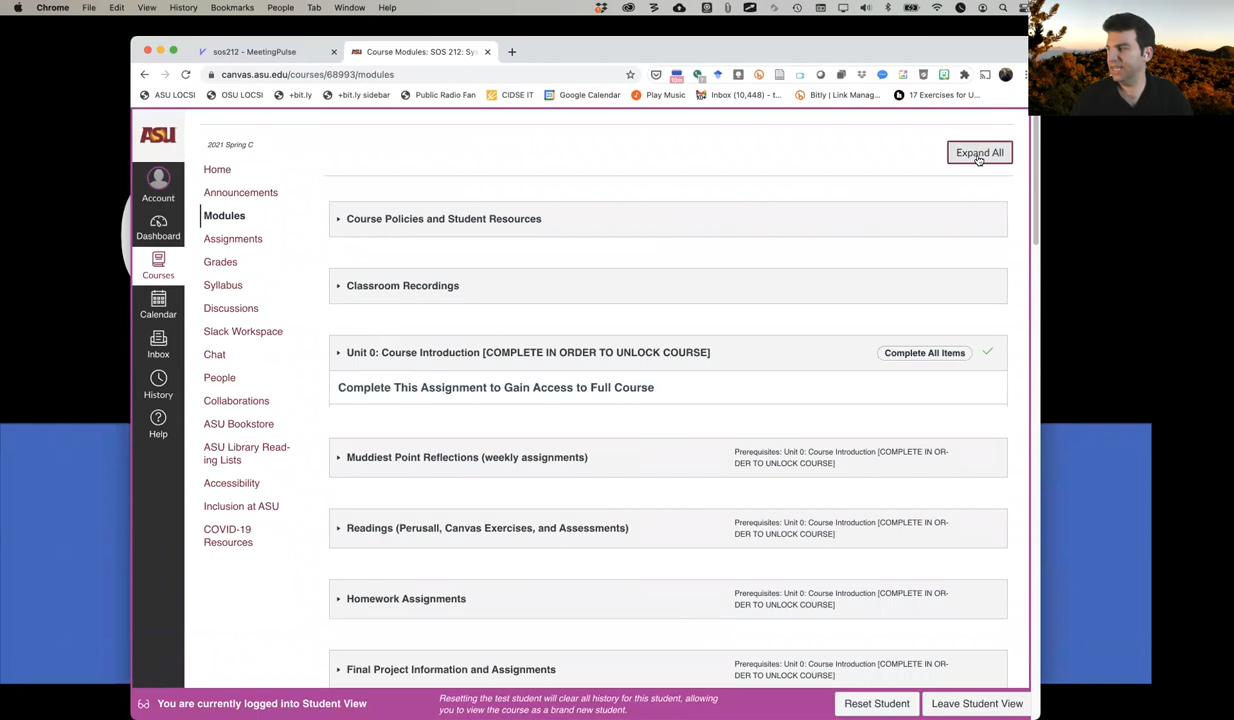 Chrome File Edit View History Bookmarks People Tab Window Help
sos212 - MeetingPulse
Course Modules: SOS 212: Sys
canvas.asu.edu/courses/68993/modules
ASU LOCSI
OSU LOCSI
+bit.ly
+bit.ly sidebar
Public Radio Fan
CIDSE IT
Google Calendar
Play Music
Inbox (10,448) - t...
Bitly | Link Manag...
17 Exercises for U...
ASU
Account
Dashboard
Courses
Calendar
Inbox
History
Help
2021 Spring C
Home
Announcements
Modules
Assignments
Grades
Syllabus
Discussions
Slack Workspace
Chat
People
Collaborations
ASU Bookstore
ASU Library Read-
ing Lists
Accessibility
Inclusion at ASU
COVID-19
Resources
Expand All
Course Policies and Student Resources
Classroom Recordings
Unit 0: Course Introduction [COMPLETE IN ORDER TO UNLOCK COURSE]
Complete All Items
Complete This Assignment to Gain Access to Full Course
Muddiest Point Reflections (weekly assignments)
Prerequisites: Unit 0: Course Introduction [COMPLETE IN OR-
DER TO UNLOCK COURSE]
Readings (Perusall, Canvas Exercises, and Assessments)
Prerequisites: Unit 0: Course Introduction [COMPLETE IN OR-
DER TO UNLOCK COURSE]
Homework Assignments
Prerequisites: Unit 0: Course Introduction [COMPLETE IN OR-
DER TO UNLOCK COURSE]
Final Project Information and Assignments
Prerequisites: Unit 0: Course Introduction [COMPLETE IN OR-
DER TO UNLOCK COURSE]
You are currently logged into Student View
Resetting the test student will clear all history for this student, allowing
you to view the course as a brand new student.
Reset Student
Leave Student View